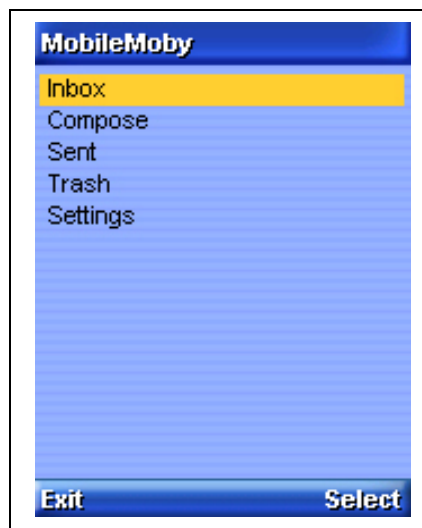 MobileMoby
Inbox
Compose
Sent
Trash
Settings
Exit Select